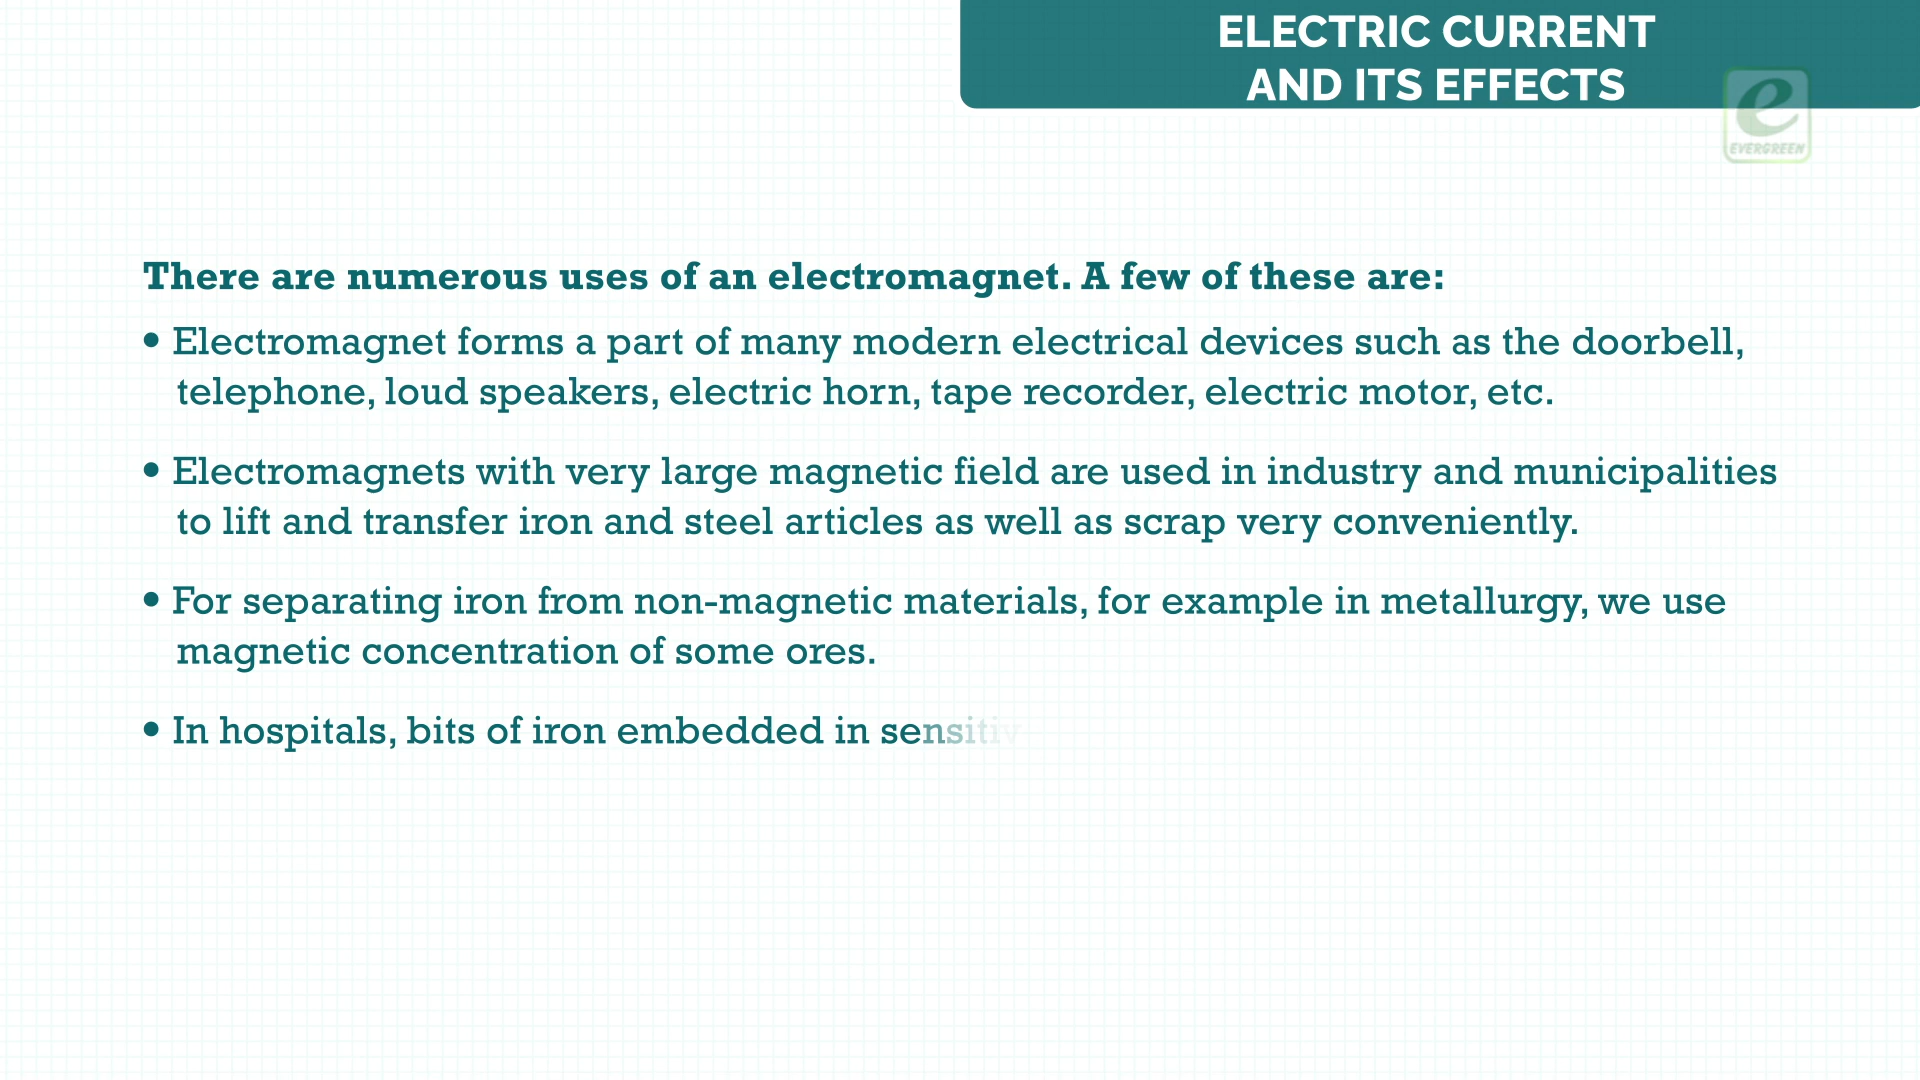 ELECTRIC CURRENT
AND ITS EFFECTS
EVERGREEN
There are numerous uses of an electromagnet. A few of these are:
• Electromagnet forms a part of many modern electrical devices such as the doorbell,
telephone, loud speakers, electric horn, tape recorder, electric motor, etc.
• Electromagnets with very large magnetic field are used in industry and municipalities
to lift and transfer iron and steel articles as well as scrap very conveniently.
• For separating iron from non-magnetic materials, for example in metallurgy, we use
magnetic concentration of some ores.
• In hospitals, bits of iron embedded in sensitiv